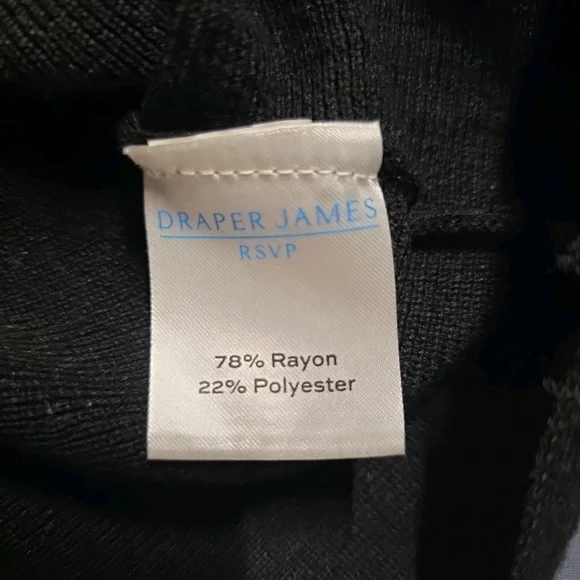 DRAPER JAMES
RSVP
78% Rayon
22% Polyester